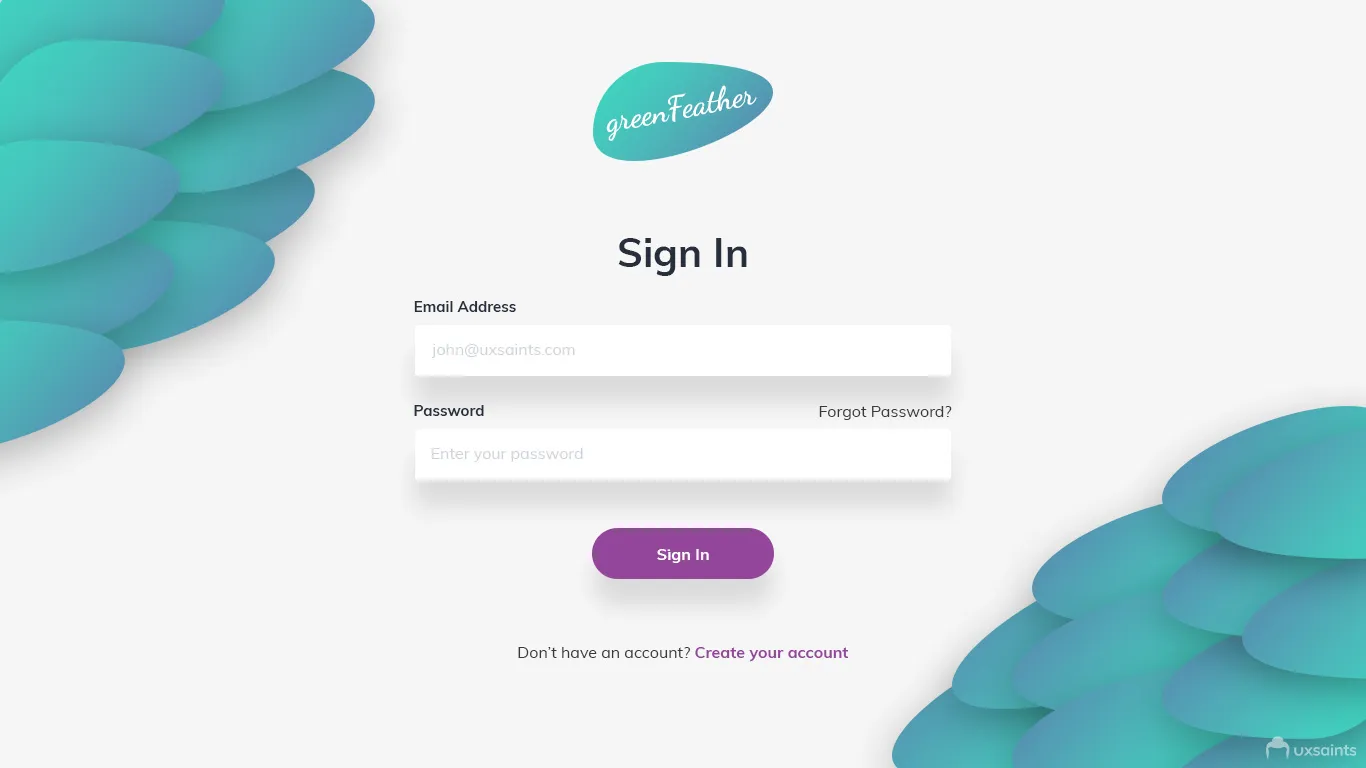 greenFeather
Sign In
Email Address
john@uxsaints.com
Password
Forgot Password?
Enter your password
Sign In
Don't have an account? Create your account
uxsaints